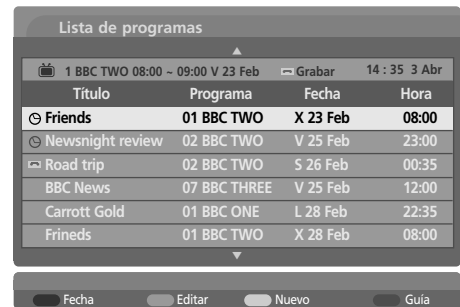 Lista de programas
1 BBC TWO 08:00 ~ 09:00 V 23 Feb Grabar 14 : 35 3 Abr
Título Programa Fecha Hora
Friends 01 BBC TWO X 23 Feb 08:00
Newsnight review 02 BBC TWO V 25 Feb 23:00
Road trip 02 BBC TWO S 26 Feb 00:35
BBC News 07 BBC THREE V 25 Feb 12:00
Carrott Gold 01 BBC ONE L 28 Feb 22:35
Frineds 01 BBC TWO X 28 Feb 08:00
Fecha Editar Nuevo Guía